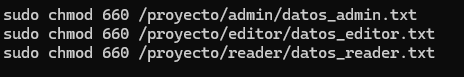 sudo chmod 660 /proyecto/admin/datos_admin.txt
sudo chmod 660 /proyecto/editor/datos_editor.txt
sudo chmod 660 /proyecto/reader/datos_reader.txt